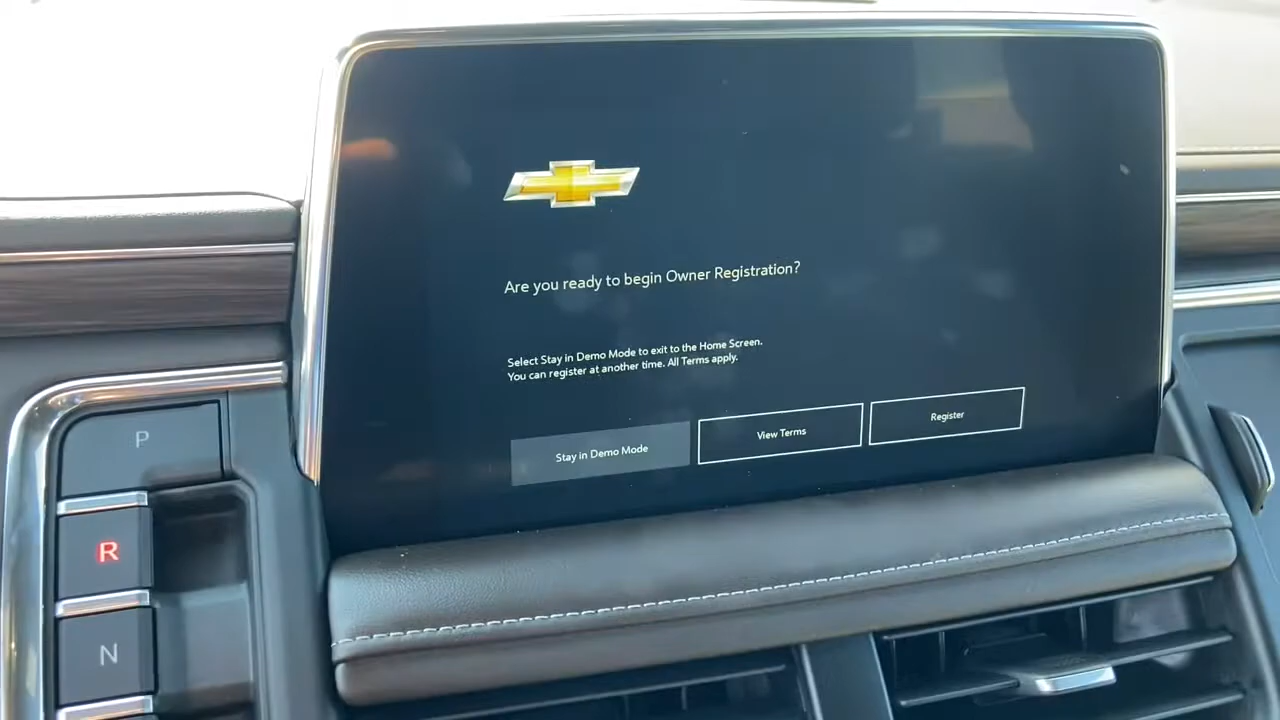 Are you ready to begin Owner Registration?
Select Stay in Demo Mode to exit to the Home Screen.
You can register at another time. All Terms apply.
Stay in Demo Mode
View Terms
Register
P
R
N